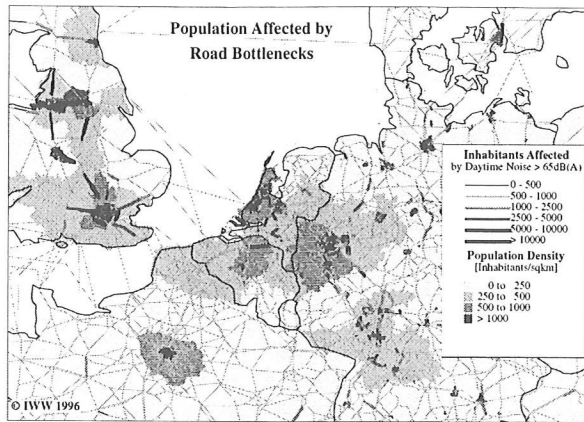 Population Affected by
Road Bottlenecks
Inhabitants Affected
by Daytime Noise > 65dB(A)
0 - 500
500 - 1000
1000 - 2500
2500 - 5000
5000 - 10000
> 10000
Population Density
[Inhabitants/sqkm]
0 to 250
250 to 500
500 to 1000
> 1000
© IWW 1996